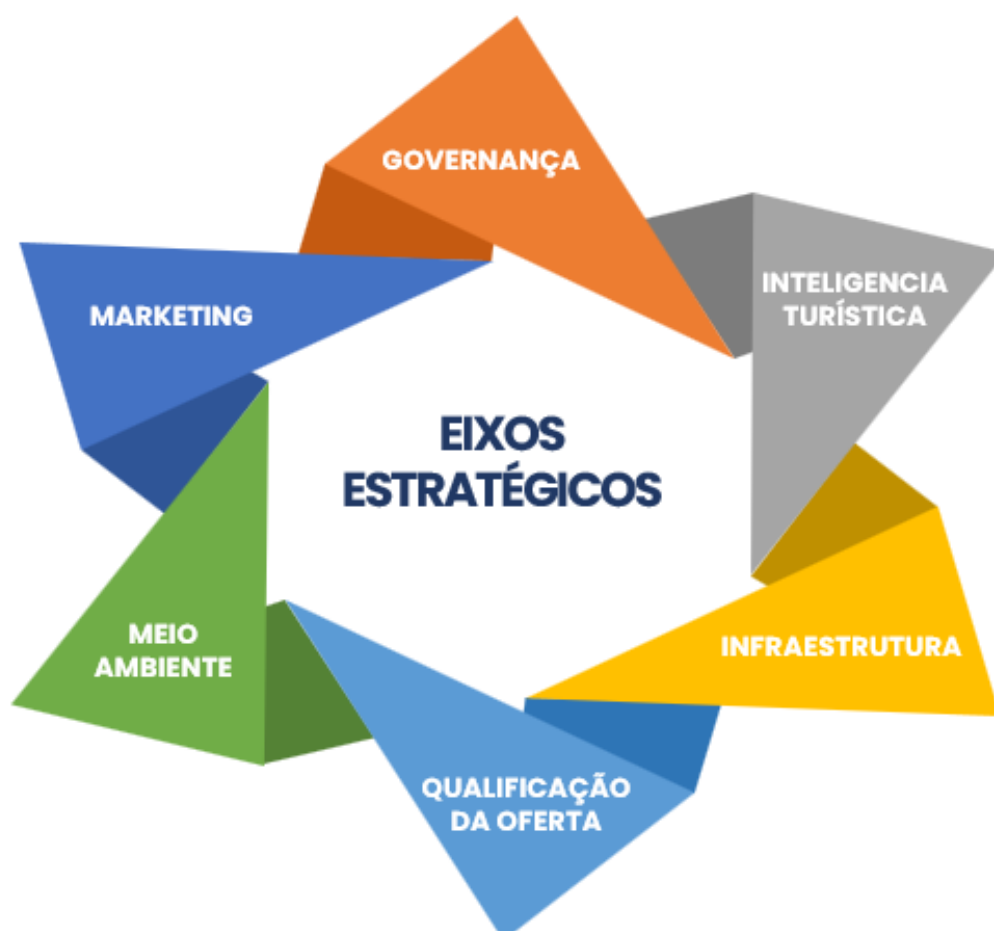 GOVERNANÇA
INTELIGENCIA
TURÍSTICA
MARKETING
EIXOS
ESTRATÉGICOS
MEIO
AMBIENTE
INFRAESTRUTURA
QUALIFICAÇÃO
DA OFERTA